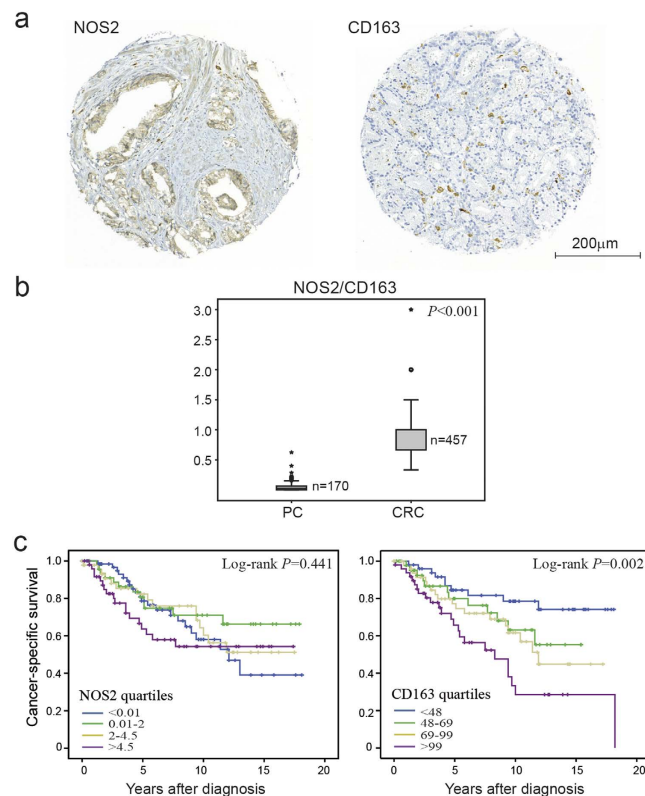 a
NOS2
CD163
200μm
b
NOS2/CD163
P<0.001
3.0
2.5
2.0
1.5
1.0
0.5
n=170
n=457
PC
CRC
c
Cancer-specific survival
1.0
0.8
0.6
0.4
0.2
0
Log-rank P=0.441
NOS2 quartiles
<0.01
0.01-2
2-4.5
>4.5
0 5 10 15 20
Years after diagnosis
1.0
0.8
0.6
0.4
0.2
0
Log-rank P=0.002
CD163 quartiles
<48
48-69
69-99
>99
0 5 10 15 20
Years after diagnosis